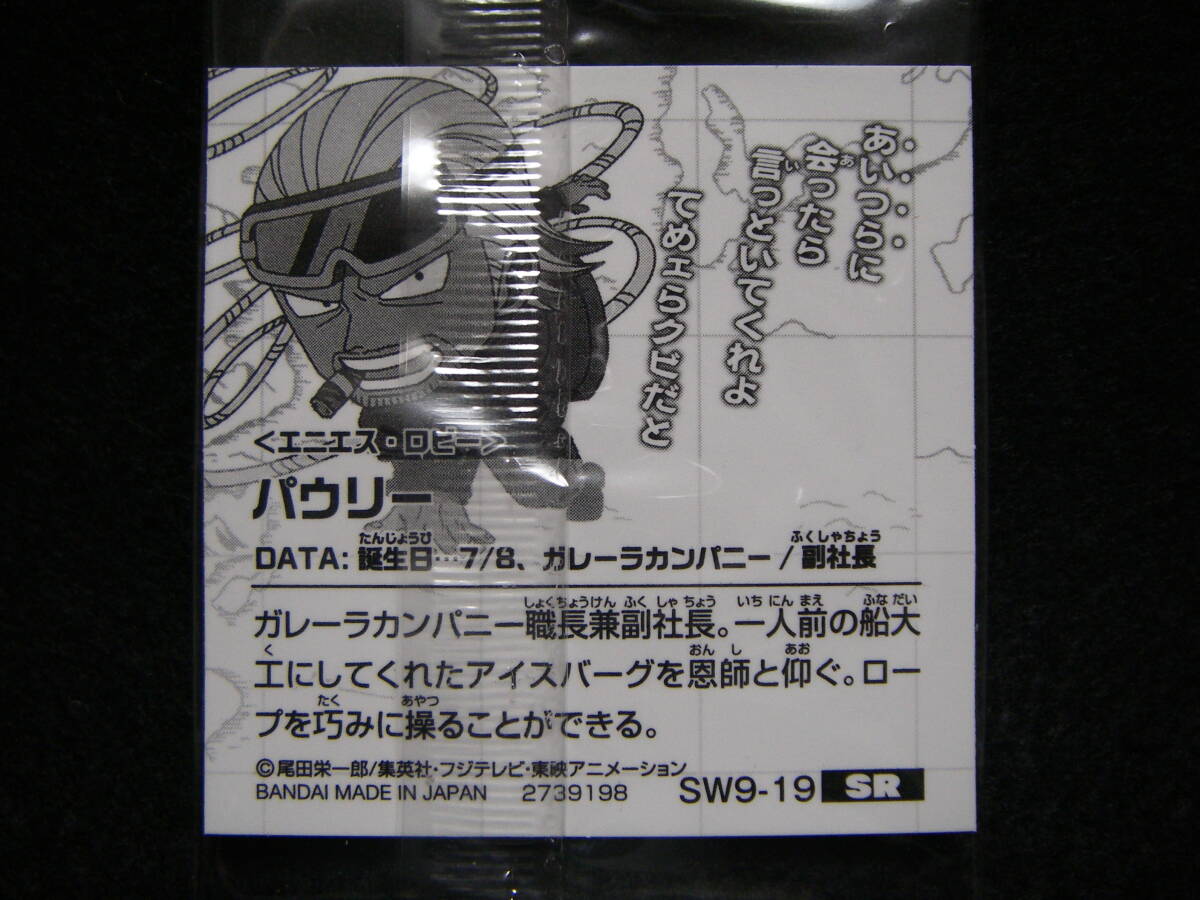 あいつらに
会ったら
言っといてくれよ
てめェらクビだと
<エニエス・ロビー>
パウリー
DATA: 誕生日…7/8、ガレーラカンパニー / 副社長
ガレーラカンパニー職長兼副社長。一人前の船大
工にしてくれたアイスバーグを恩師と仰ぐ。ロー
プを巧みに操ることができる。
©尾田栄一郎/集英社・フジテレビ・東映アニメーション
BANDAI MADE IN JAPAN 2739198 SW9-19 SR